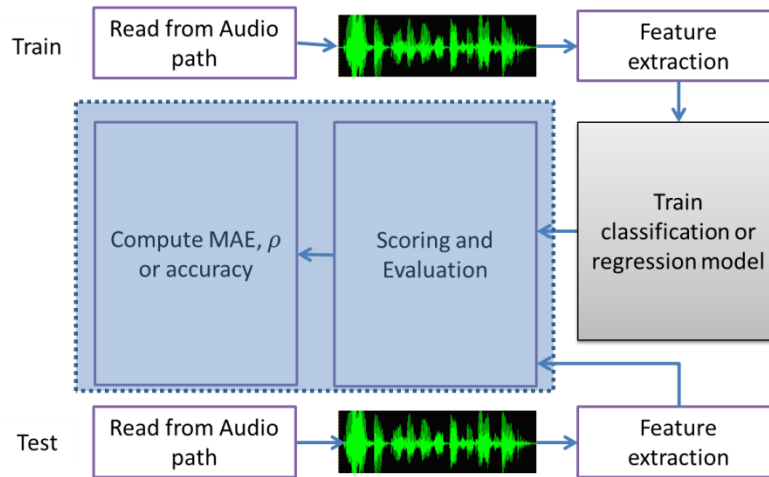 Train
Read from Audio
path
Feature
extraction
Compute MAE, ρ
or accuracy
Scoring and
Evaluation
Train
classification or
regression model
Test
Read from Audio
path
Feature
extraction